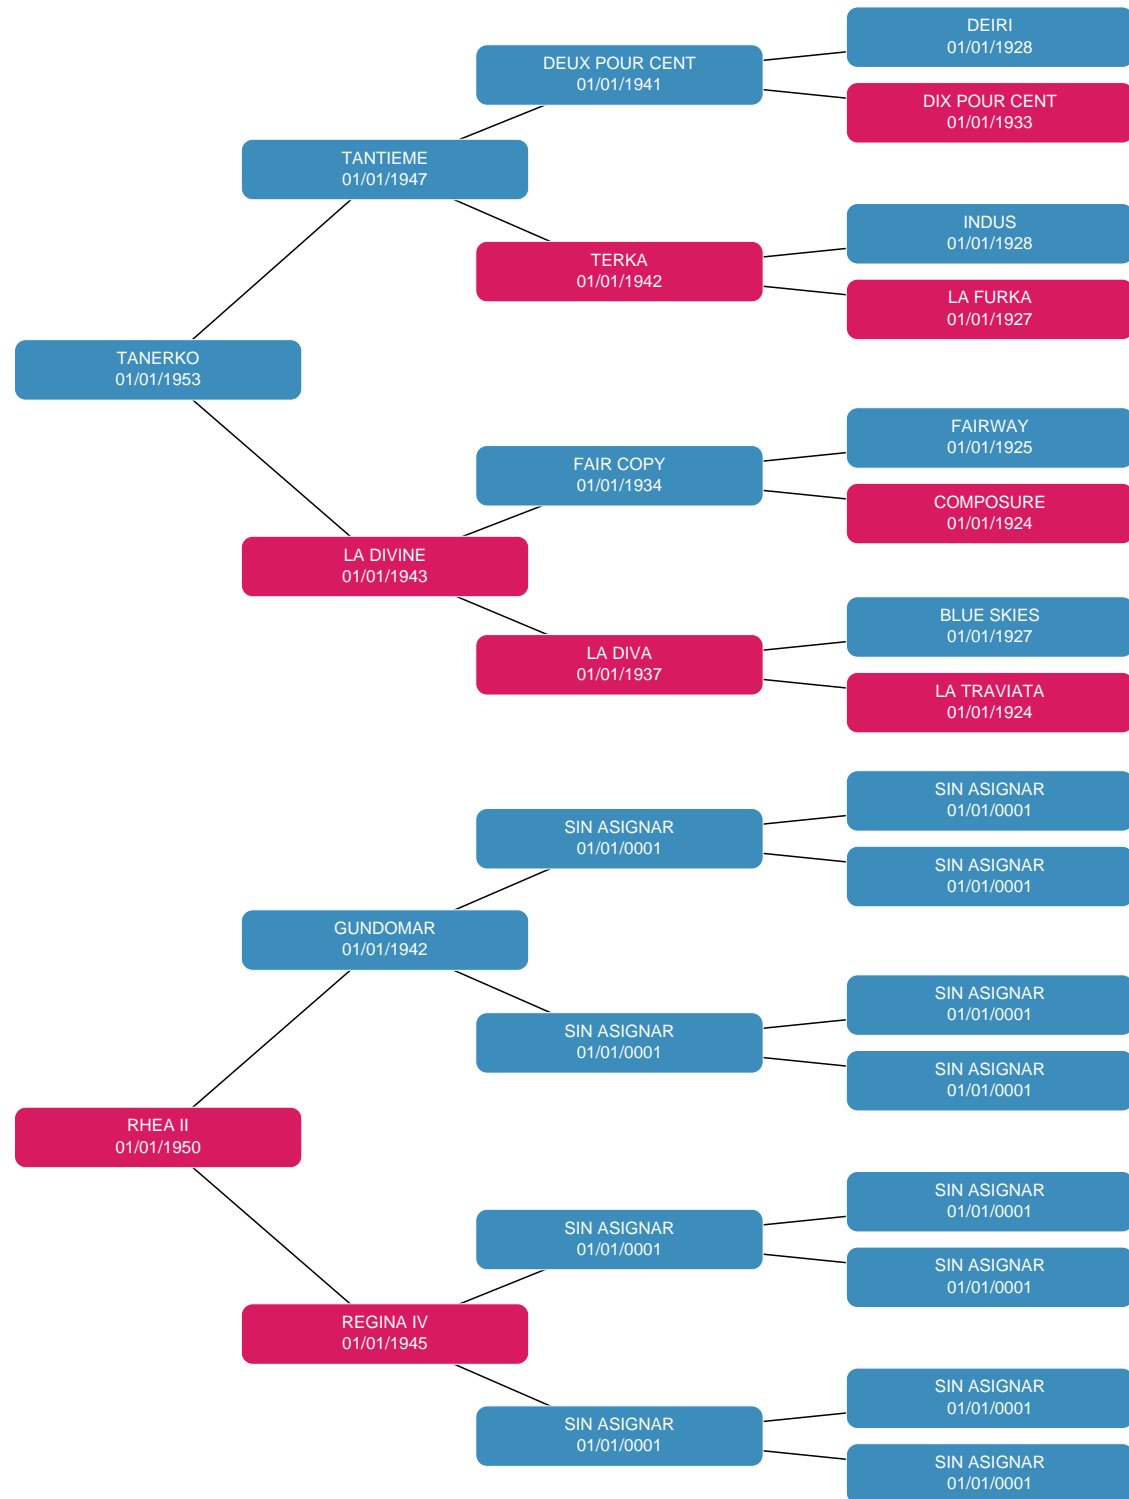 DEIRI
01/01/1928
DEUX POUR CENT
01/01/1941
DIX POUR CENT
01/01/1933
TANTIEME
01/01/1947
INDUS
01/01/1928
TERKA
01/01/1942
LA FURKA
01/01/1927
TANERKO
01/01/1953
FAIRWAY
01/01/1925
FAIR COPY
01/01/1934
COMPOSURE
01/01/1924
LA DIVINE
01/01/1943
BLUE SKIES
01/01/1927
LA DIVA
01/01/1937
LA TRAVIATA
01/01/1924
SIN ASIGNAR
01/01/0001
SIN ASIGNAR
01/01/0001
SIN ASIGNAR
01/01/0001
GUNDOMAR
01/01/1942
SIN ASIGNAR
01/01/0001
SIN ASIGNAR
01/01/0001
SIN ASIGNAR
01/01/0001
RHEA II
01/01/1950
SIN ASIGNAR
01/01/0001
SIN ASIGNAR
01/01/0001
SIN ASIGNAR
01/01/0001
REGINA IV
01/01/1945
SIN ASIGNAR
01/01/0001
SIN ASIGNAR
01/01/0001
SIN ASIGNAR
01/01/0001